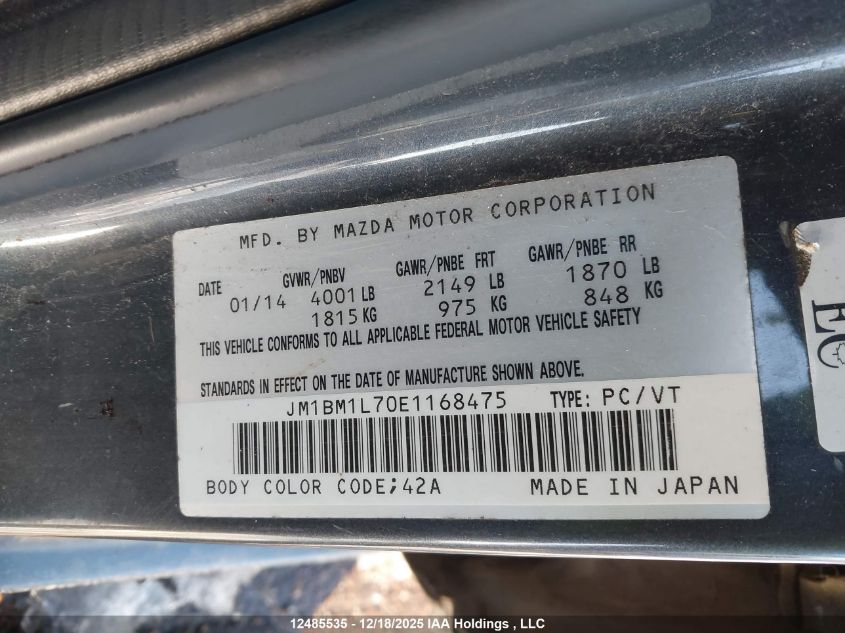 MFD. BY MAZDA MOTOR CORPORATION
DATE GVWR/PNBV GAWR/PNBE FRT GAWR/PNBE RR
01/14 4001 LB 2149 LB 1870 LB
1815 KG 975 KG 848 KG
THIS VEHICLE CONFORMS TO ALL APPLICABLE FEDERAL MOTOR VEHICLE SAFETY
STANDARDS IN EFFECT ON THE DATE OF MANUFACTURE SHOWN ABOVE.
JM1BM1L70E1168475 TYPE: PC/VT
BODY COLOR CODE;42A MADE IN JAPAN
12485535 - 12/18/2025 IAA Holdings , LLC